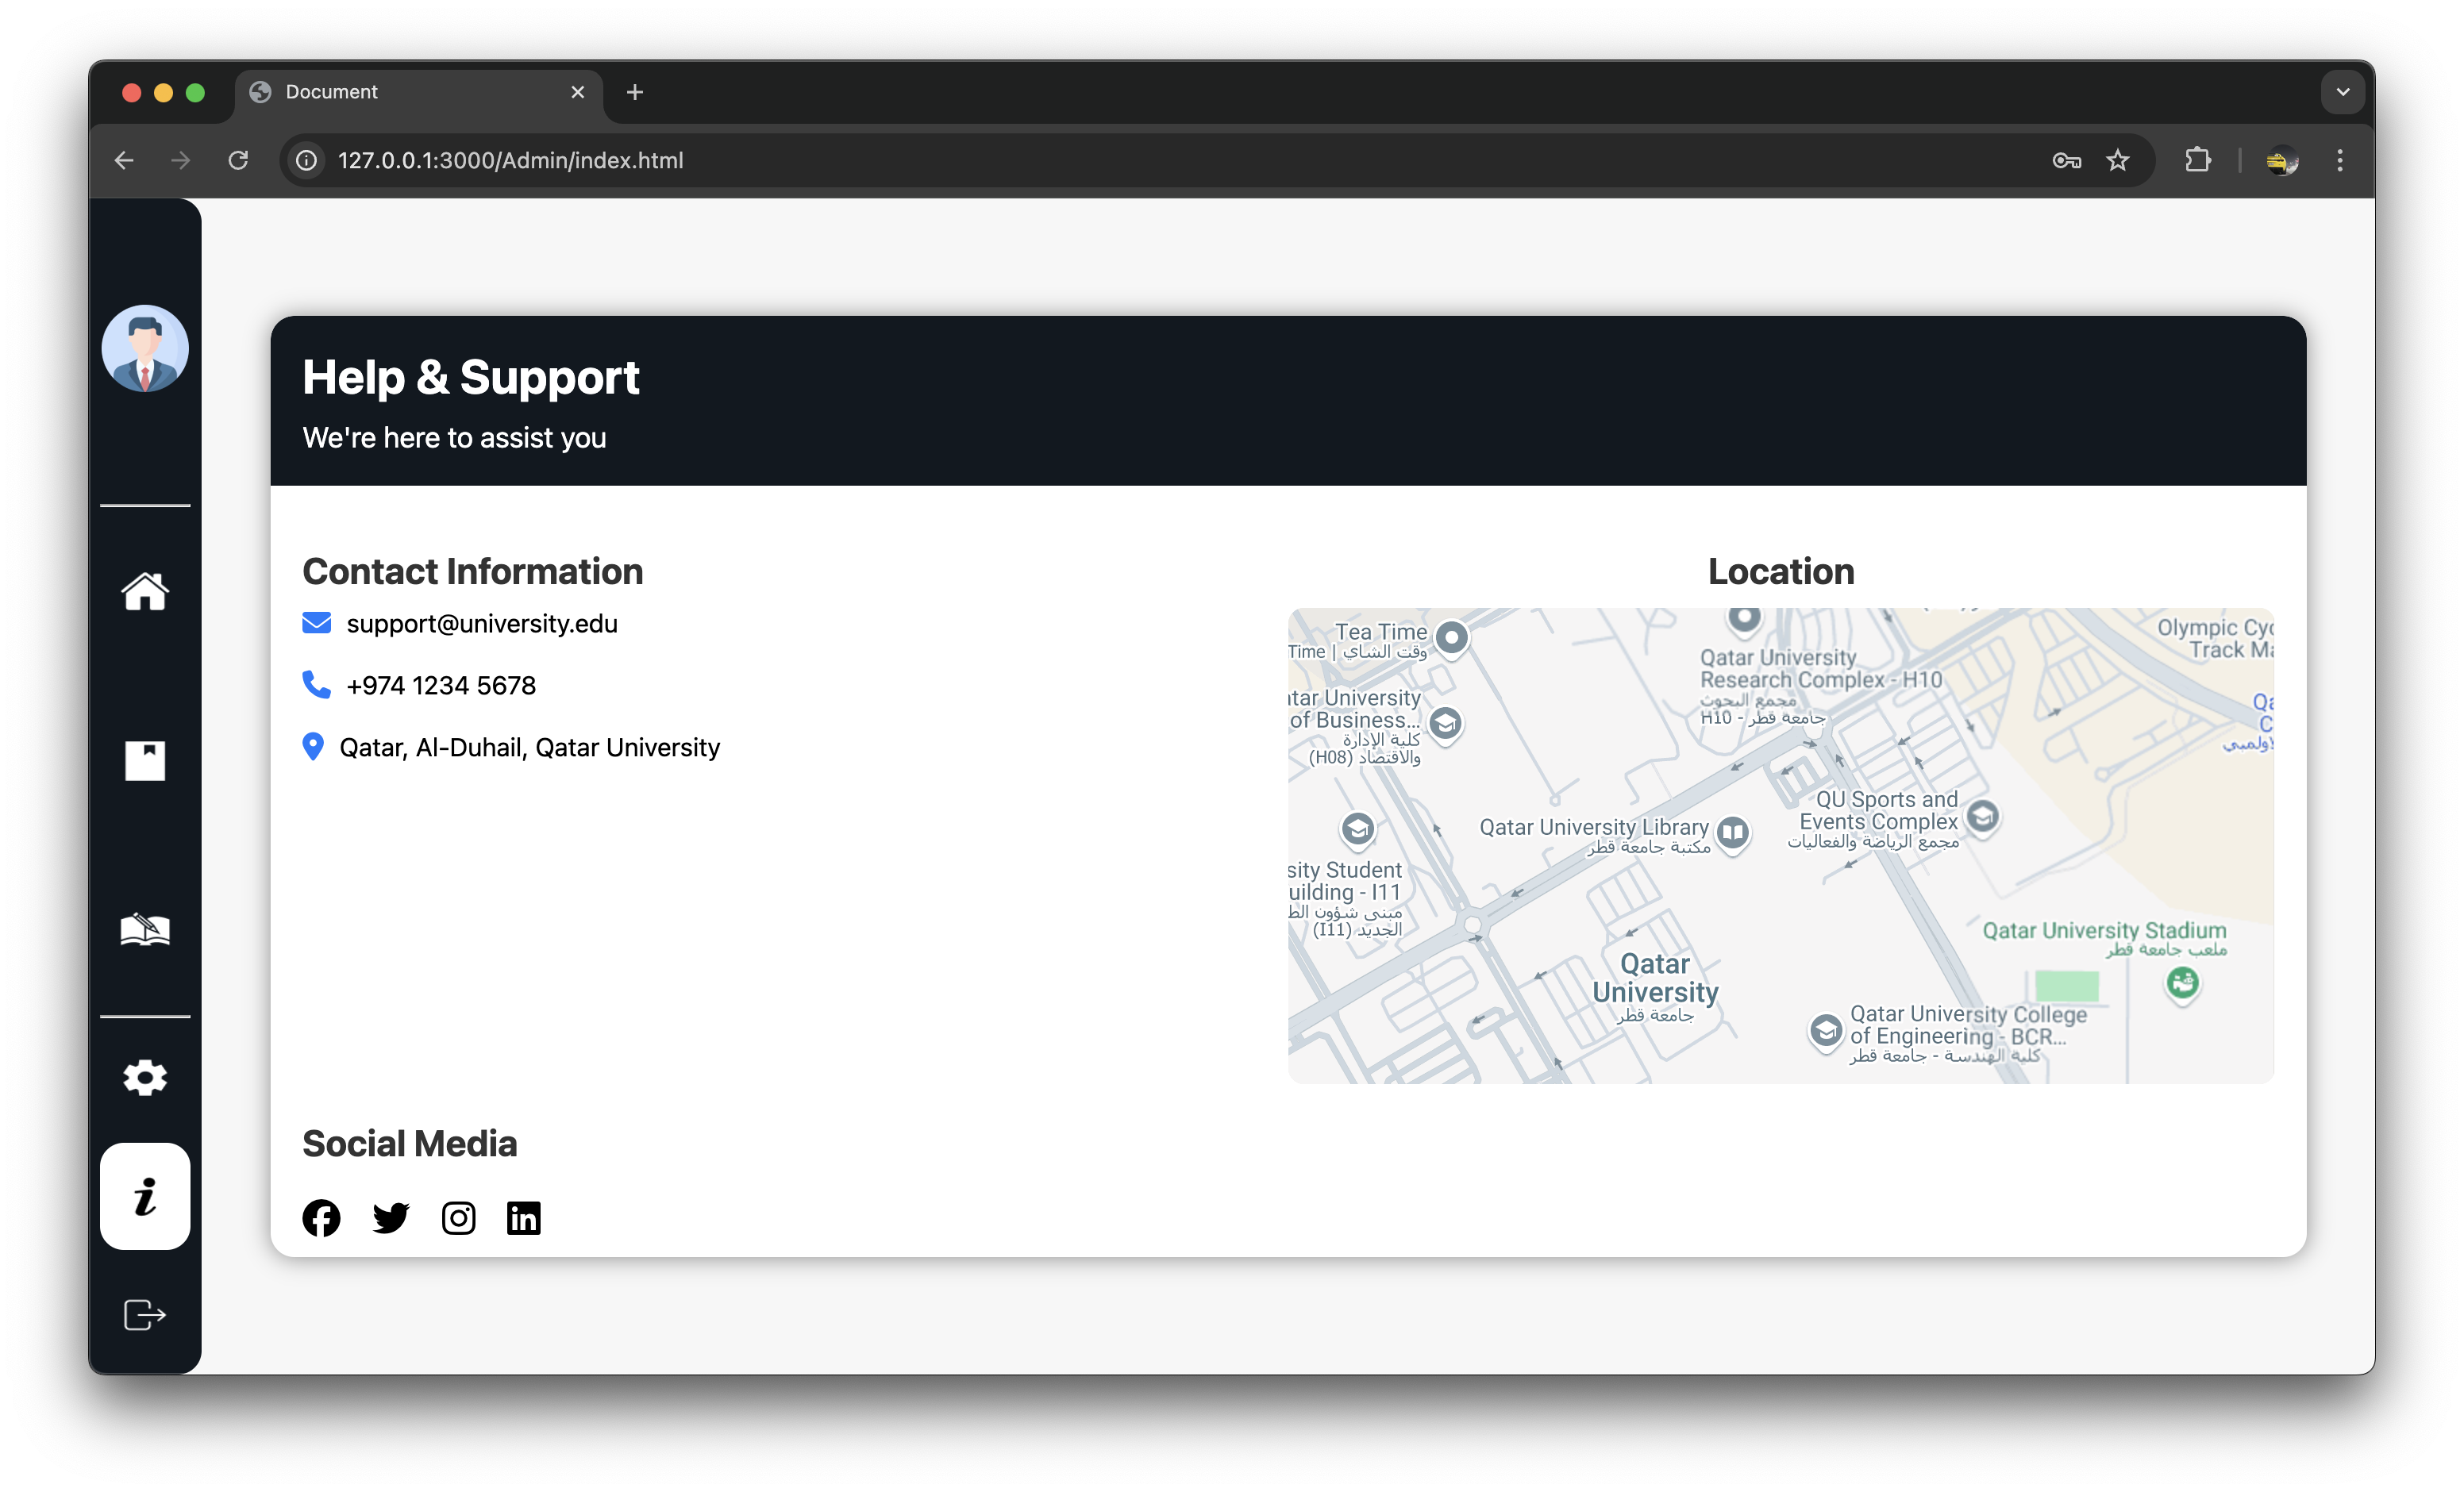 Document
127.0.0.1:3000/Admin/index.html
Help & Support
We're here to assist you
Contact Information
support@university.edu
+974 1234 5678
Qatar, Al-Duhail, Qatar University
Location
Tea Time
Time | وقت الشاي
Qatar University
Research Complex - H10
مجمع البحوث
جامعة قطر - H10
Olympic Cyc
Track Ma
University
of Business...
كلية الإدارة
والاقتصاد (H08)
Qatar University Library
مكتبة جامعة قطر
QU Sports and
Events Complex
مجمع الرياضة والفعاليات
sity Student
uilding - I11
مبنى شؤون الط
الجديد (I11)
Qatar
University
جامعة قطر
Qatar University Stadium
ملعب جامعة قطر
Qatar University College
of Engineering - BCR...
كلية الهندسة - جامعة قطر
Social Media